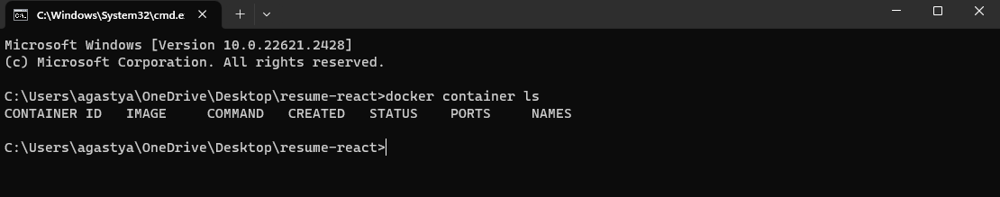 C:\Windows\System32\cmd.e
Microsoft Windows [Version 10.0.22621.2428]
(c) Microsoft Corporation. All rights reserved.
C:\Users\agastya\OneDrive\Desktop\resume-react>docker container ls
CONTAINER ID   IMAGE     COMMAND   CREATED   STATUS    PORTS     NAMES
C:\Users\agastya\OneDrive\Desktop\resume-react>